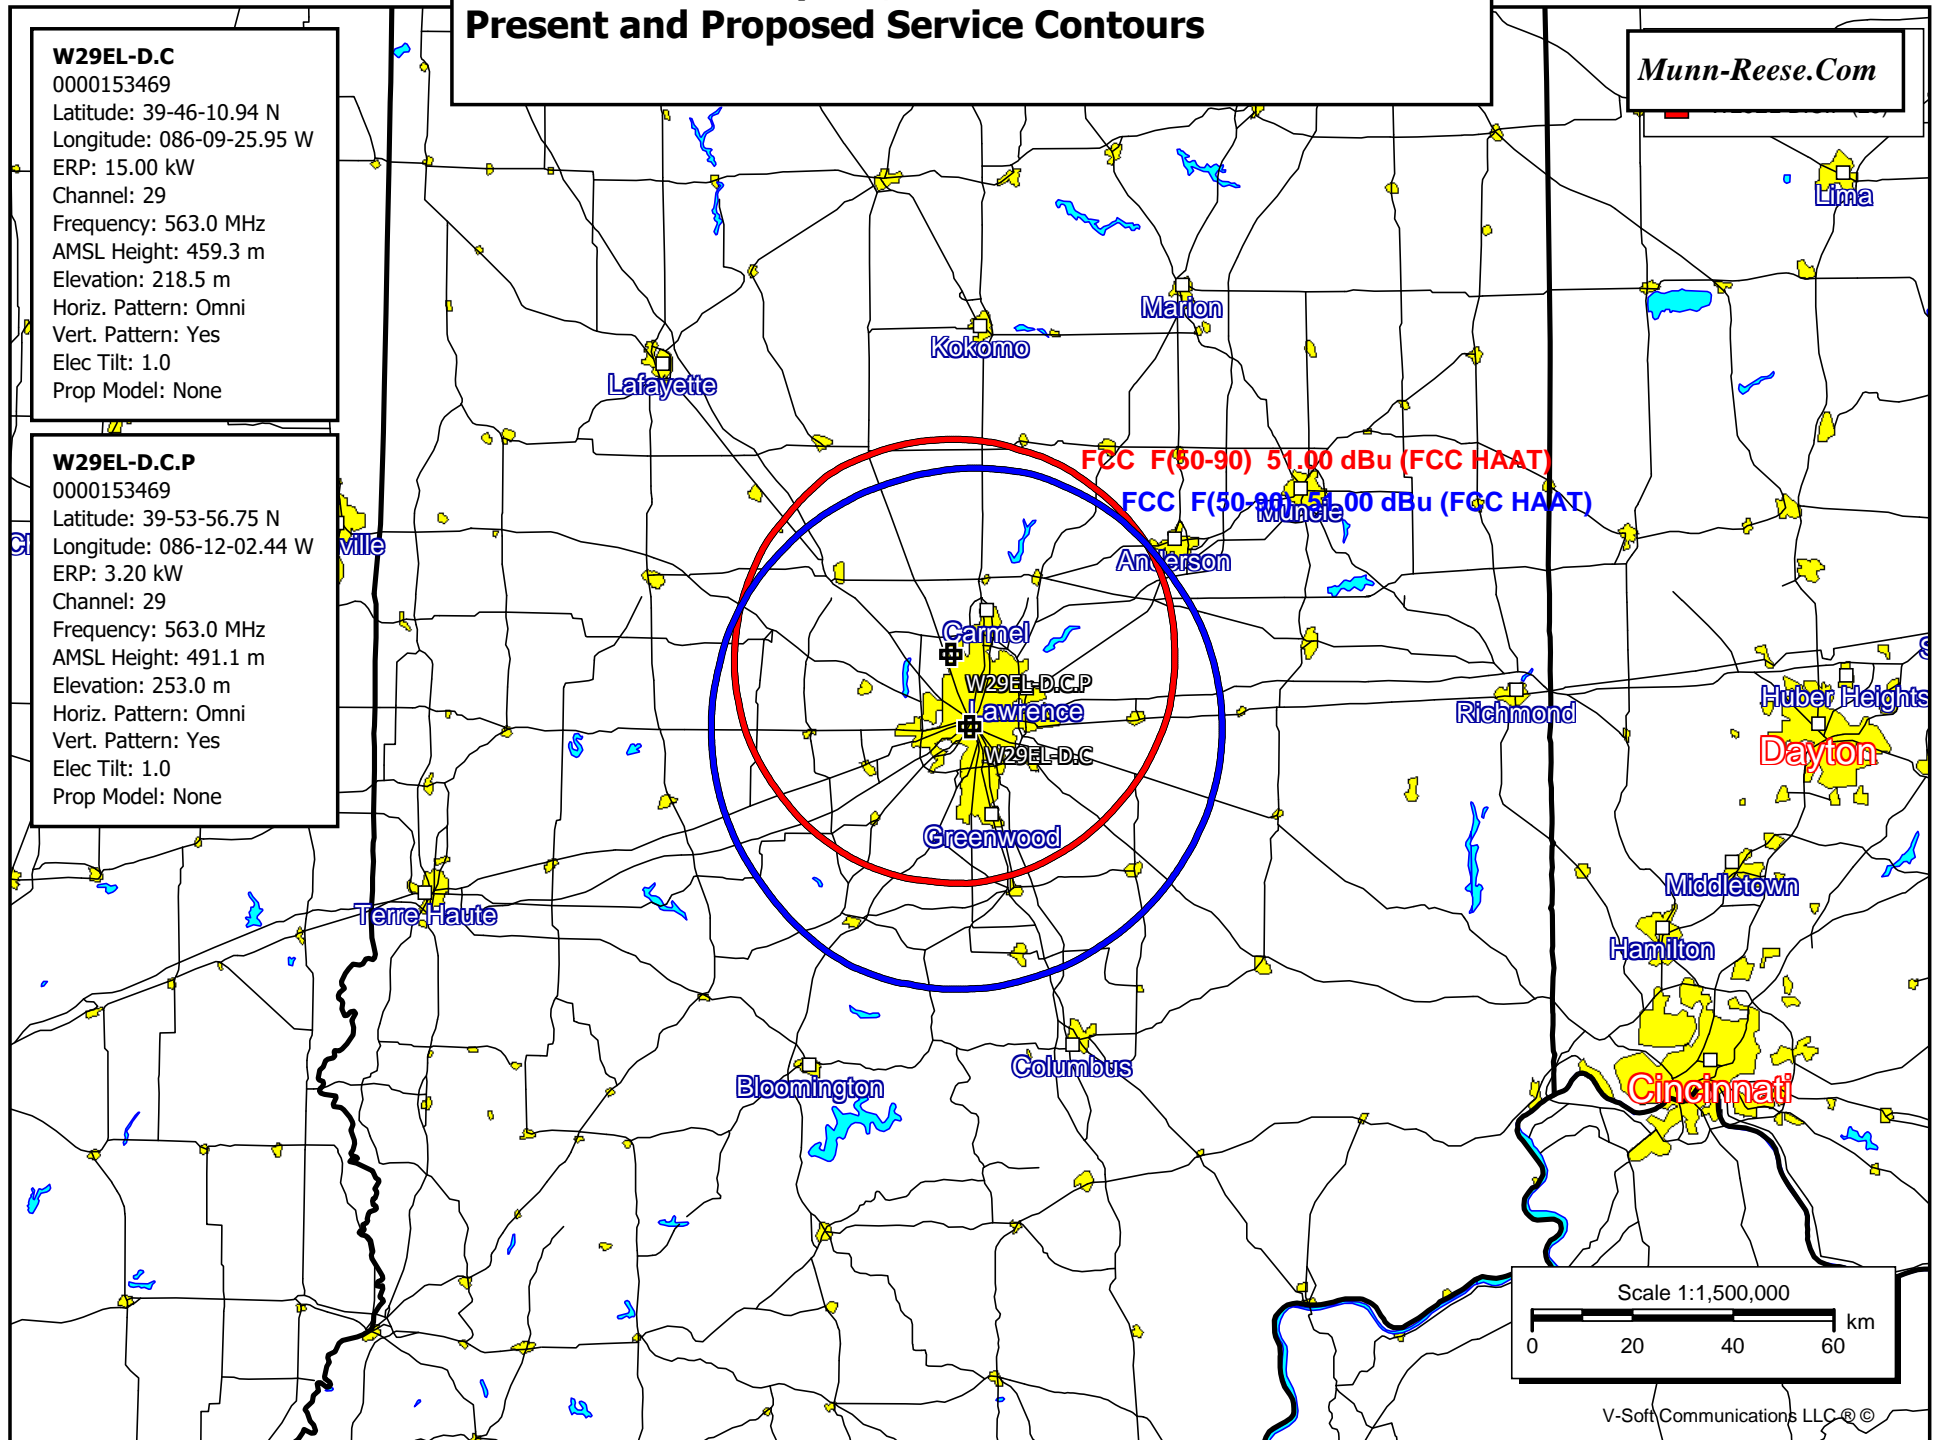 Present and Proposed Service Contours
W29EL-D.C
0000153469
Latitude: 39-46-10.94 N
Longitude: 086-09-25.95 W
ERP: 15.00 kW
Channel: 29
Frequency: 563.0 MHz
AMSL Height: 459.3 m
Elevation: 218.5 m
Horiz. Pattern: Omni
Vert. Pattern: Yes
Elec Tilt: 1.0
Prop Model: None
W29EL-D.C.P
0000153469
Latitude: 39-53-56.75 N
Longitude: 086-12-02.44 W
ERP: 3.20 kW
Channel: 29
Frequency: 563.0 MHz
AMSL Height: 491.1 m
Elevation: 253.0 m
Horiz. Pattern: Omni
Vert. Pattern: Yes
Elec Tilt: 1.0
Prop Model: None
Munn-Reese.Com
Lima
Marion
Kokomo
Lafayette
FCC F(50-90) 51.00 dBu (FCC HAAT)
FCC F(50-90) 51.00 dBu (FCC HAAT)
Muncie
ville
Anderson
Carmel
W29EL-D.C.P
Lawrence
W29EL-D.C
Richmond
Huber Heights
Dayton
Greenwood
Middletown
Terre Haute
Hamilton
Columbus
Bloomington
Cincinnati
Scale 1:1,500,000
km
0 20 40 60
V-Soft Communications LLC ® ©